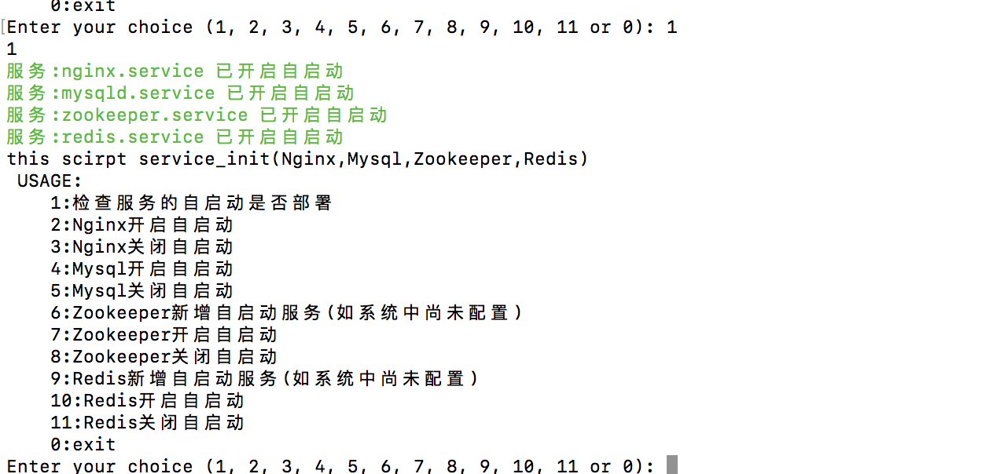 0:exit
Enter your choice (1, 2, 3, 4, 5, 6, 7, 8, 9, 10, 11 or 0): 1
1
服务:nginx.service 已开启自启动
服务:mysqld.service 已开启自启动
服务:zookeeper.service 已开启自启动
服务:redis.service 已开启自启动
this scirpt service_init(Nginx,Mysql,Zookeeper,Redis)
USAGE:
1:检查服务的自启动是否部署
2:Nginx开启自启动
3:Nginx关闭自启动
4:Mysql开启自启动
5:Mysql关闭自启动
6:Zookeeper新增自启动服务(如系统中尚未配置)
7:Zookeeper开启自启动
8:Zookeeper关闭自启动
9:Redis新增自启动服务(如系统中尚未配置)
10:Redis开启自启动
11:Redis关闭自启动
0:exit
Enter your choice (1, 2, 3, 4, 5, 6, 7, 8, 9, 10, 11 or 0):